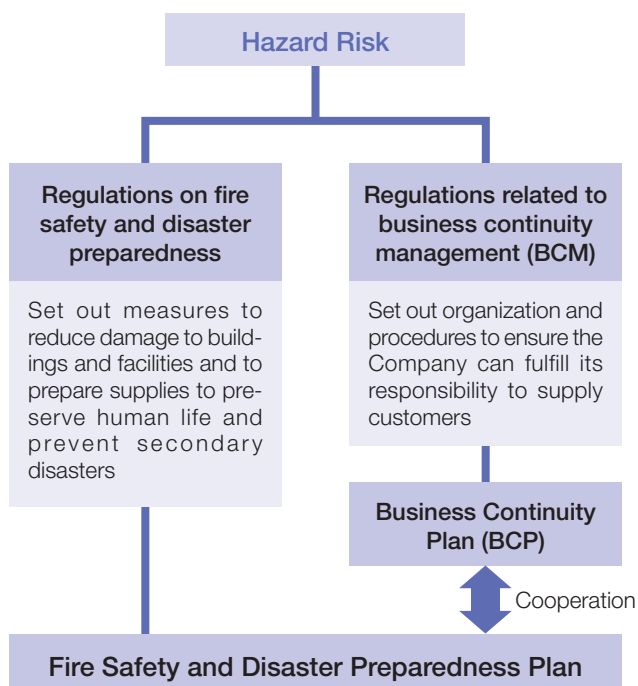 Hazard Risk
Regulations on fire
safety and disaster
preparedness
Set out measures to
reduce damage to build-
ings and facilities and to
prepare supplies to pre-
serve human life and
prevent secondary
disasters
Regulations related to
business continuity
management (BCM)
Set out organization and
procedures to ensure the
Company can fulfill its
responsibility to supply
customers
Business Continuity
Plan (BCP)
Cooperation
Fire Safety and Disaster Preparedness Plan